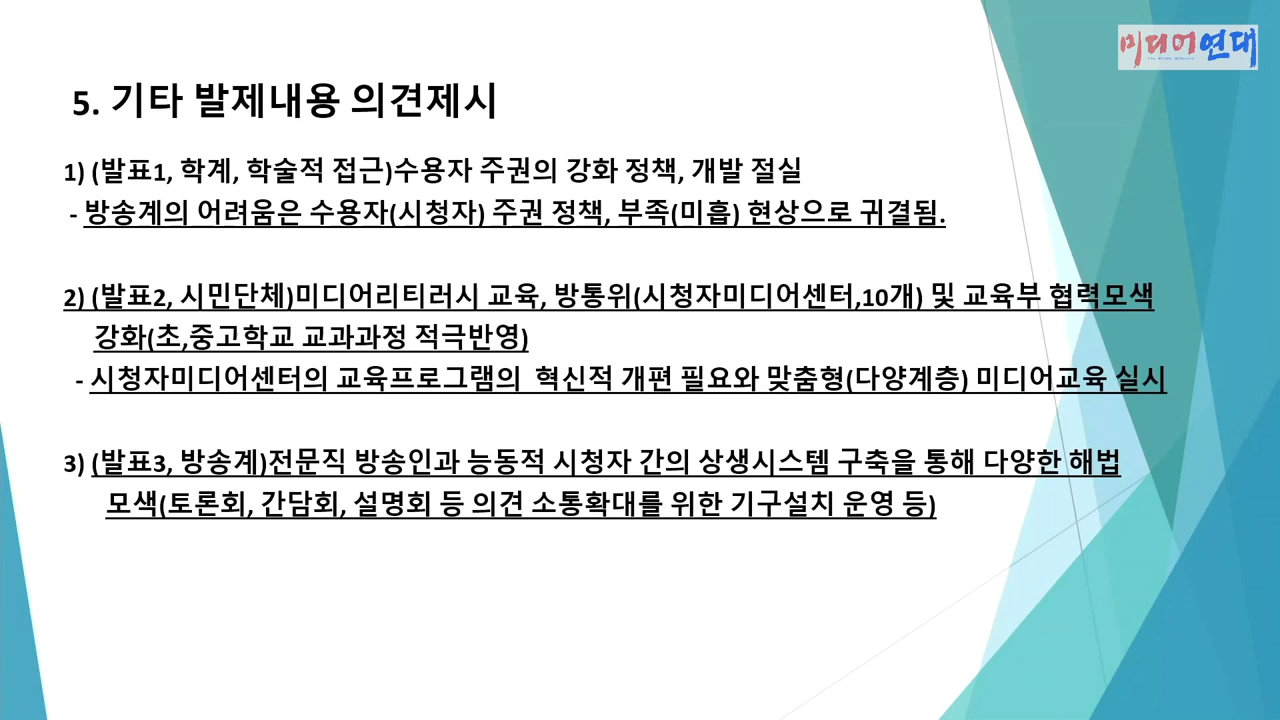 미디어연대
5. 기타 발제내용 의견제시
1) (발표1, 학계, 학술적 접근)수용자 주권의 강화 정책, 개발 절실
- 방송계의 어려움은 수용자(시청자) 주권 정책, 부족(미흡) 현상으로 귀결됨.
2) (발표2, 시민단체)미디어리티러시 교육, 방통위(시청자미디어센터,10개) 및 교육부 협력모색
강화(초,중고학교 교과과정 적극반영)
- 시청자미디어센터의 교육프로그램의 혁신적 개편 필요와 맞춤형(다양계층) 미디어교육 실시
3) (발표3, 방송계)전문직 방송인과 능동적 시청자 간의 상생시스템 구축을 통해 다양한 해법
모색(토론회, 간담회, 설명회 등 의견 소통확대를 위한 기구설치 운영 등)